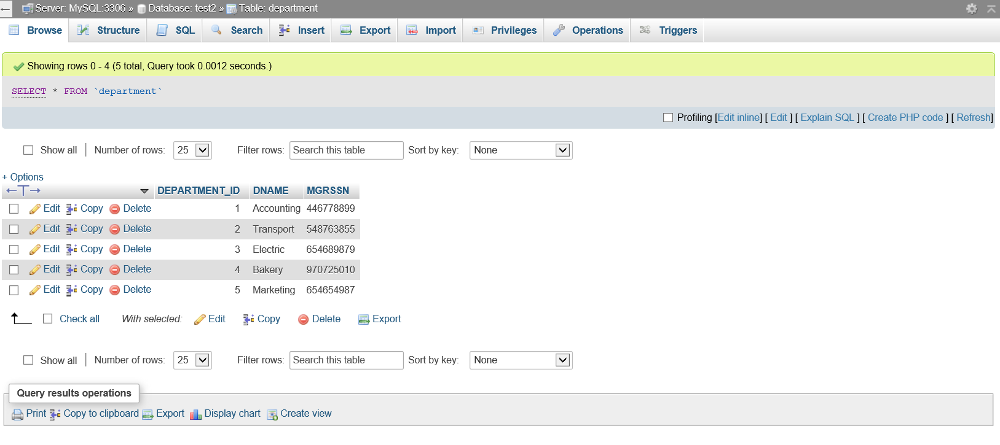 ← Server: MySQL:3306 » Database: test2 » Table: department
Browse Structure SQL Search Insert Export Import Privileges Operations Triggers
Showing rows 0 - 4 (5 total, Query took 0.0012 seconds.)
SELECT * FROM `department`
Profiling [Edit inline] [ Edit ] [ Explain SQL ] [ Create PHP code ] [ Refresh]
Show all | Number of rows: 25 Filter rows: Search this table Sort by key: None
+ Options
←T→ DEPARTMENT_ID DNAME MGRSSN
Edit Copy Delete 1 Accounting 446778899
Edit Copy Delete 2 Transport 548763855
Edit Copy Delete 3 Electric 654689879
Edit Copy Delete 4 Bakery 970725010
Edit Copy Delete 5 Marketing 654654987
Check all With selected: Edit Copy Delete Export
Show all | Number of rows: 25 Filter rows: Search this table Sort by key: None
Query results operations
Print Copy to clipboard Export Display chart Create view